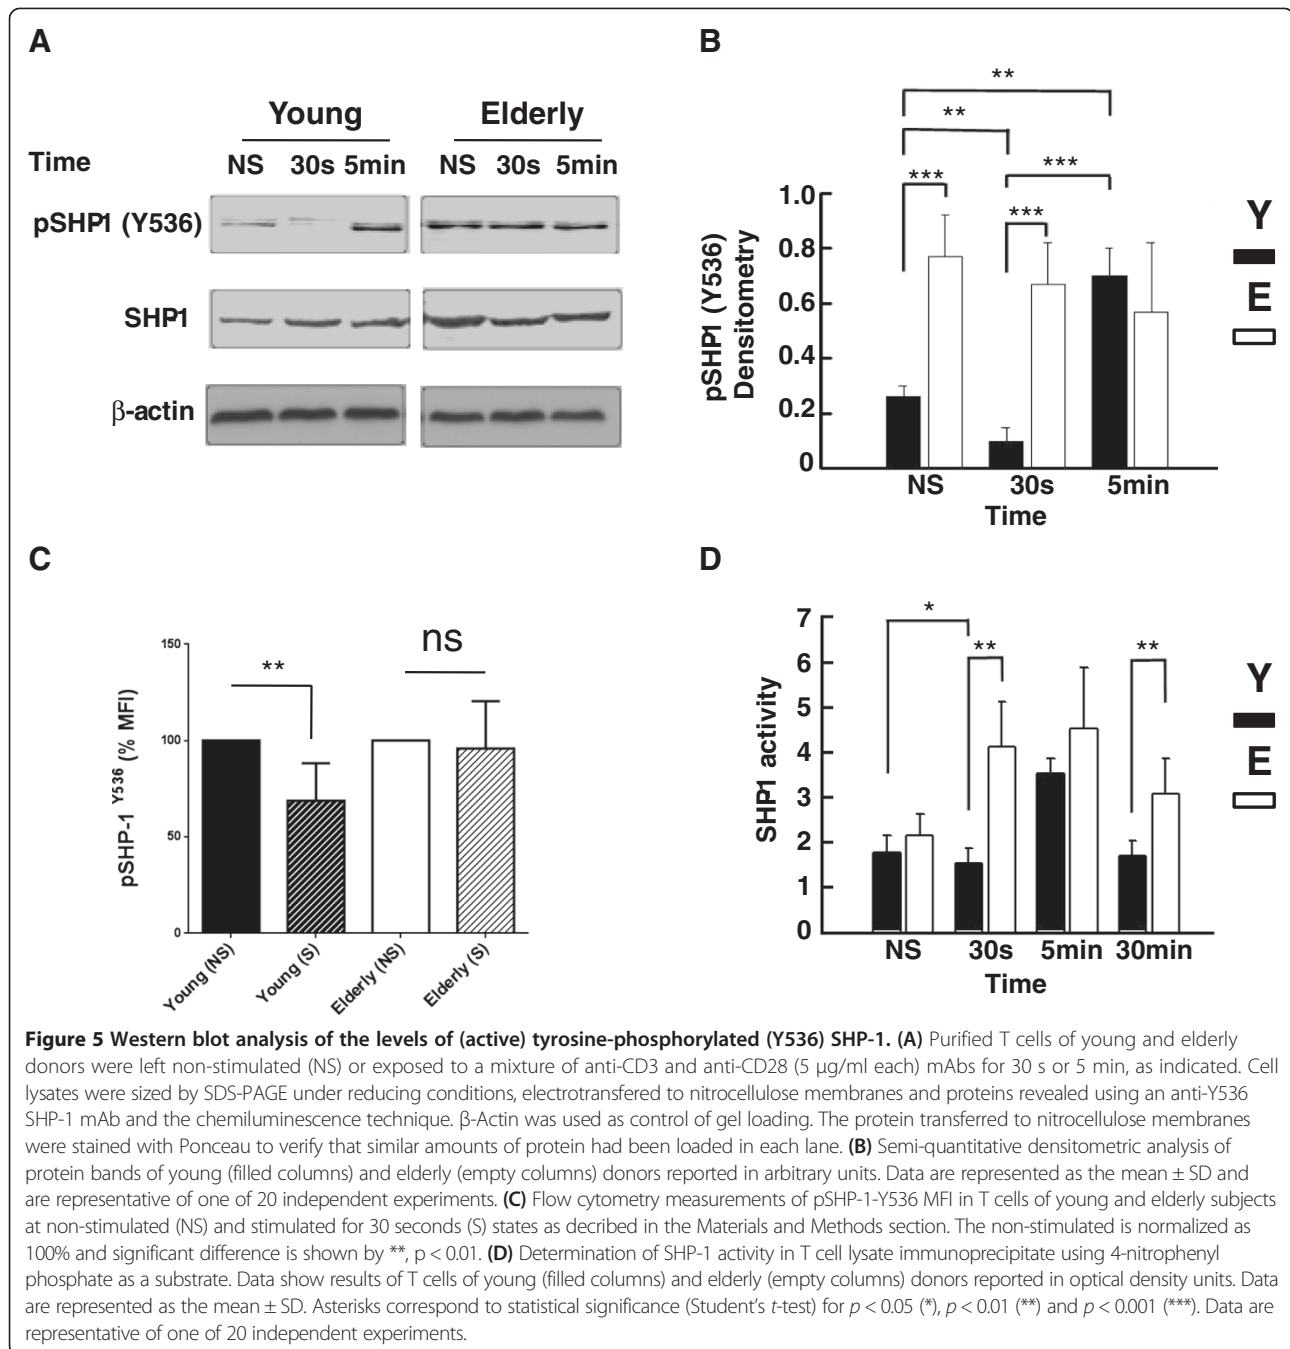 A
Young Elderly
Time NS 30s 5min NS 30s 5min
pSHP1 (Y536)
SHP1
β-actin
B
**
**
***
***
***
1.0
0.8
0.6
0.4
0.2
0
pSHP1 (Y536)
Densitometry
NS 30s 5min
Time
Y
E
C
150
100
50
0
pSHP-1 Y536 (% MFI)
**
ns
Young (NS)
Young (S)
Elderly (NS)
Elderly (S)
D
7
6
5
4
3
2
1
0
SHP1 activity
*
**
**
NS 30s 5min 30min
Time
Y
E
Figure 5 Western blot analysis of the levels of (active) tyrosine-phosphorylated (Y536) SHP-1. (A) Purified T cells of young and elderly
donors were left non-stimulated (NS) or exposed to a mixture of anti-CD3 and anti-CD28 (5 μg/ml each) mAbs for 30 s or 5 min, as indicated. Cell
lysates were sized by SDS-PAGE under reducing conditions, electrotransfered to nitrocellulose membranes and proteins revealed using an anti-Y536
SHP-1 mAb and the chemiluminescence technique. β-Actin was used as control of gel loading. The protein transferred to nitrocellulose membranes
were stained with Ponceau to verify that similar amounts of protein had been loaded in each lane. (B) Semi-quantitative densitometric analysis of
protein bands of young (filled columns) and elderly (empty columns) donors reported in arbitrary units. Data are represented as the mean ± SD and
are representative of one of 20 independent experiments. (C) Flow cytometry measurements of pSHP-1-Y536 MFI in T cells of young and elderly subjects
at non-stimulated (NS) and stimulated for 30 seconds (S) states as decribed in the Materials and Methods section. The non-stimulated is normalized as
100% and significant difference is shown by **, p < 0.01. (D) Determination of SHP-1 activity in T cell lysate immunoprecipitate using 4-nitrophenyl
phosphate as a substrate. Data show results of T cells of young (filled columns) and elderly (empty columns) donors reported in optical density units. Data
are represented as the mean ± SD. Asterisks correspond to statistical significance (Student's t-test) for p < 0.05 (*), p < 0.01 (**) and p < 0.001 (***). Data are
representative of one of 20 independent experiments.